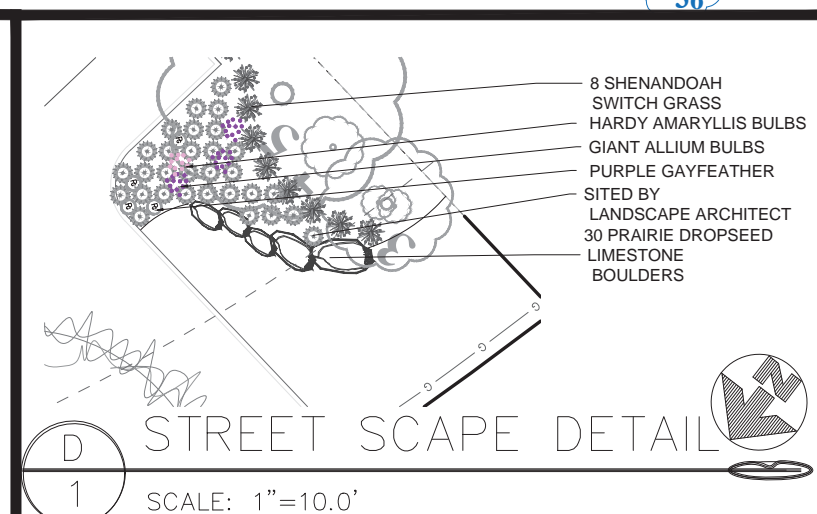 36
8 SHENANDOAH
SWITCH GRASS
HARDY AMARYLLIS BULBS
GIANT ALLIUM BULBS
PURPLE GAYFEATHER
SITED BY
LANDSCAPE ARCHITECT
30 PRAIRIE DROPSEED
LIMESTONE
BOULDERS
G
G
G
N
D
STREET SCAPE DETAIL
1
SCALE: 1"=10.0'